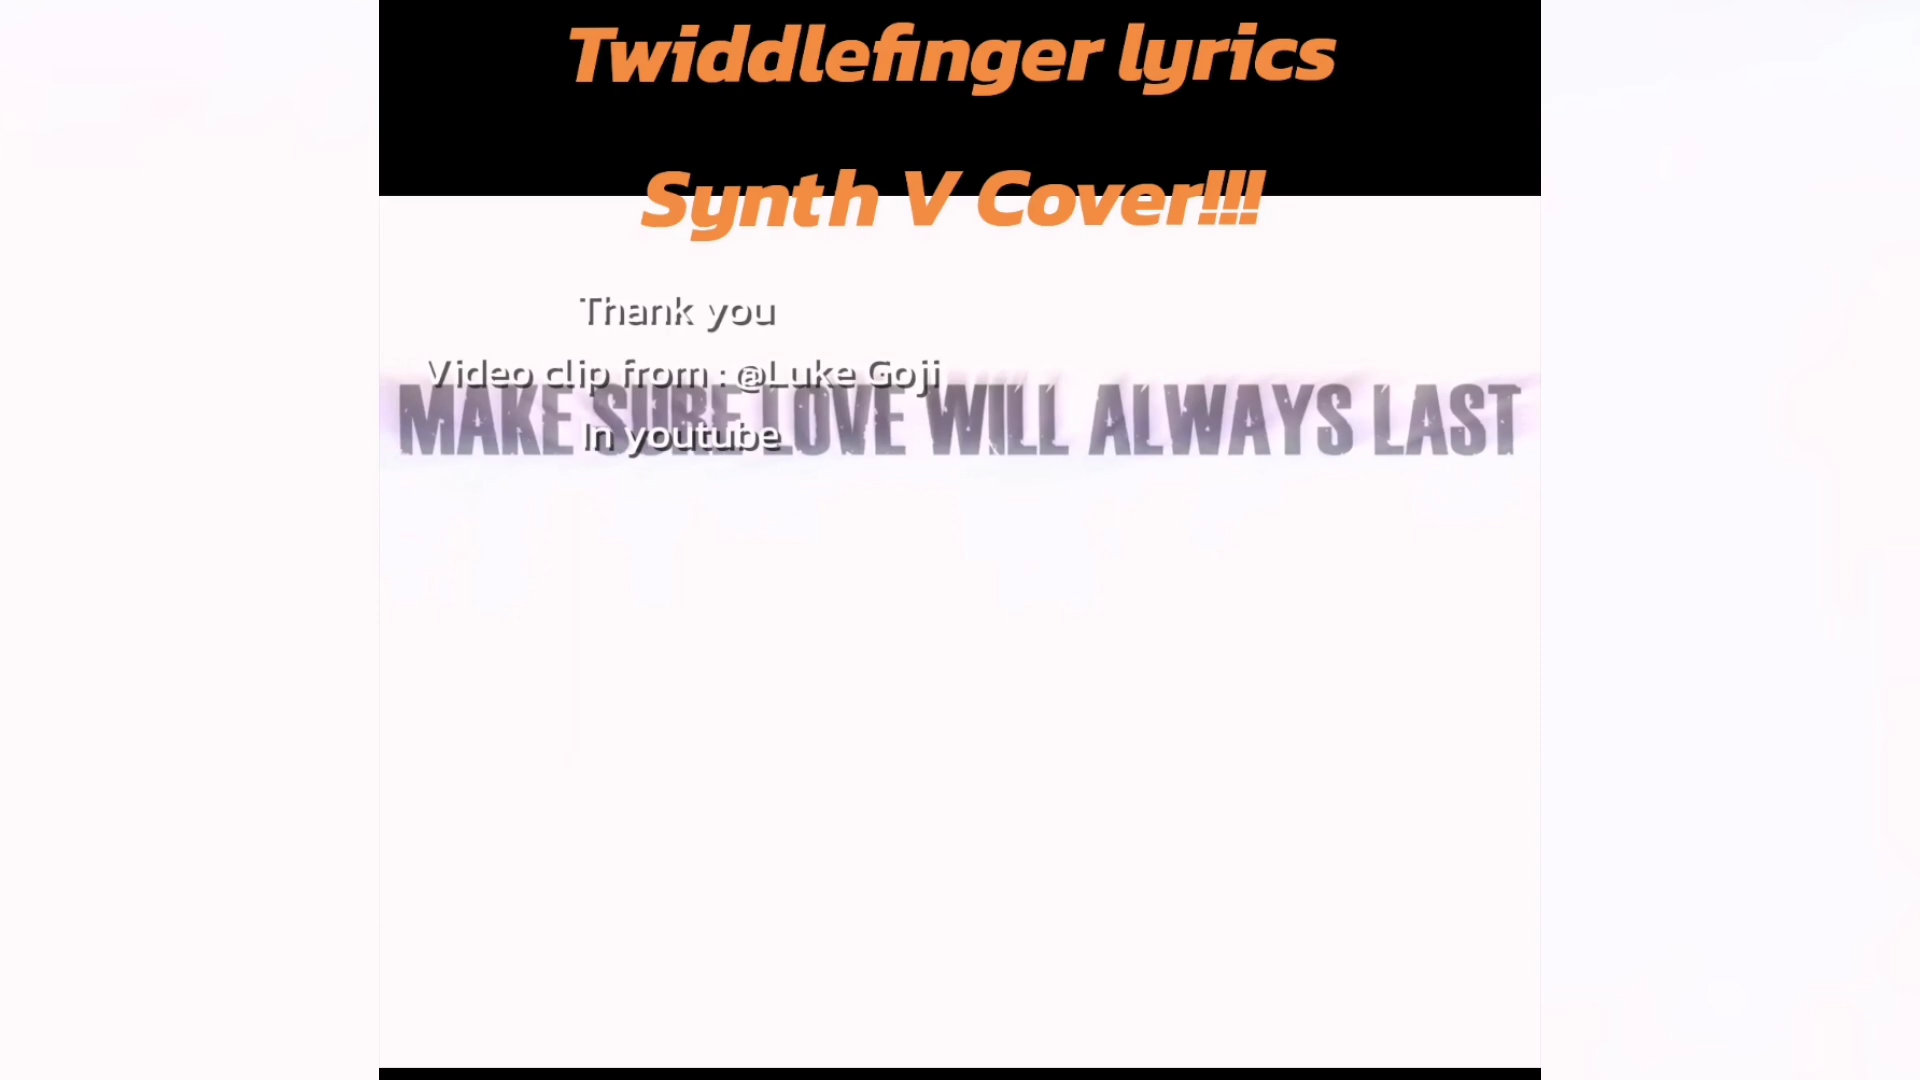 Twiddlefinger lyrics
Synth V Cover!!!
Thank you
Video clip from : @Luke Goji
MAKE SURE LOVE WILL ALWAYS LAST
In youtube